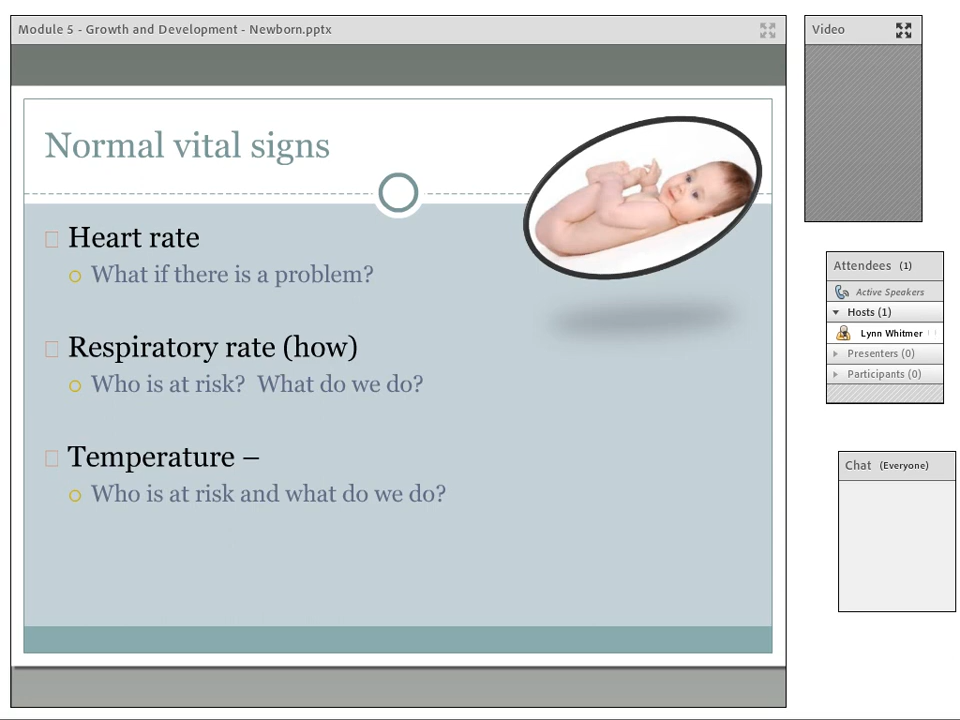 Module 5 - Growth and Development - Newborn.pptx
Normal vital signs
Heart rate
What if there is a problem?
Respiratory rate (how)
Who is at risk? What do we do?
Temperature –
Who is at risk and what do we do?
Video
Attendees (1)
Active Speakers
Hosts (1)
Lynn Whitmer
Presenters (0)
Participants (0)
Chat (Everyone)